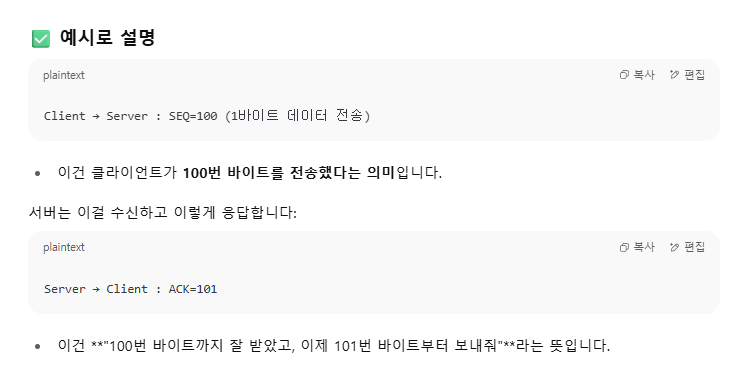 ✅ 예시로 설명
plaintext 복사 편집
Client → Server : SEQ=100 (1바이트 데이터 전송)
• 이건 클라이언트가 100번 바이트를 전송했다는 의미입니다.
서버는 이걸 수신하고 이렇게 응답합니다:
plaintext 복사 편집
Server → Client : ACK=101
• 이건 **"100번 바이트까지 잘 받았고, 이제 101번 바이트부터 보내줘"**라는 뜻입니다.